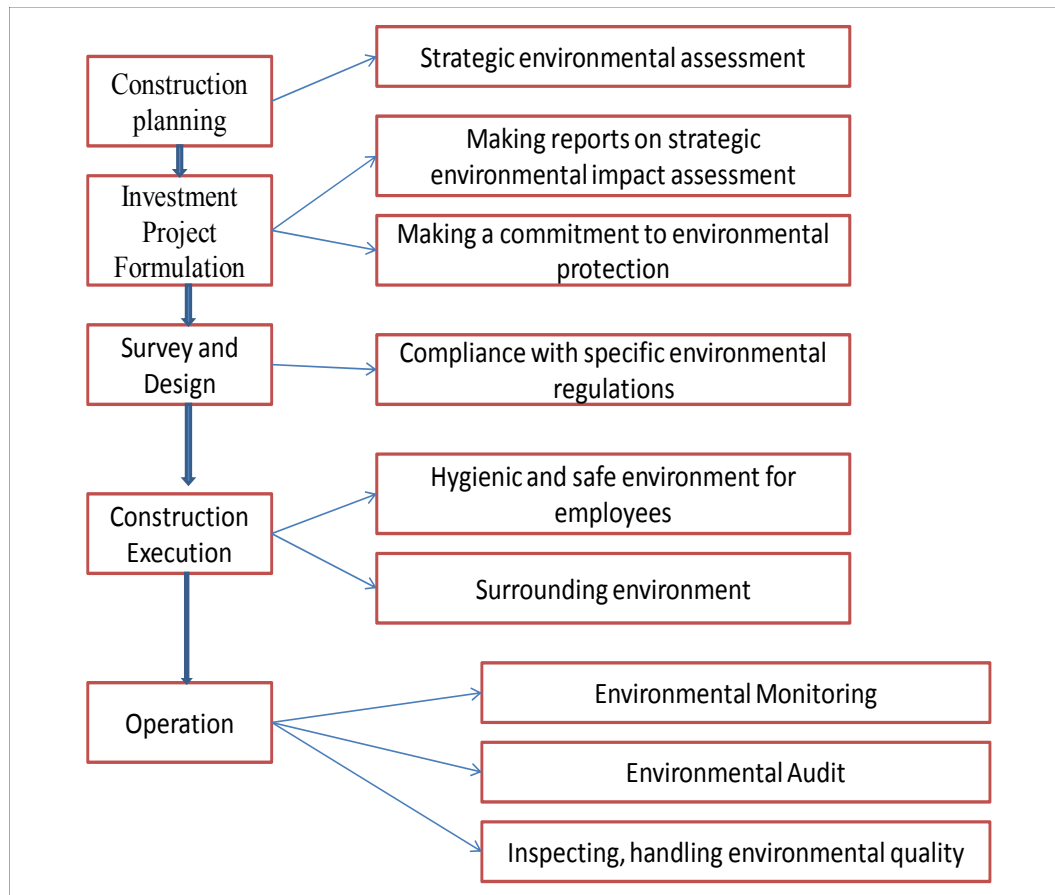 Construction
planning
Strategic environmental assessment
Investment
Project
Formulation
Making reports on strategic
environmental impact assessment
Making a commitment to environmental
protection
Survey and
Design
Compliance with specific environmental
regulations
Construction
Execution
Hygienic and safe environment for
employees
Surrounding environment
Operation
Environmental Monitoring
Environmental Audit
Inspecting, handling environmental quality